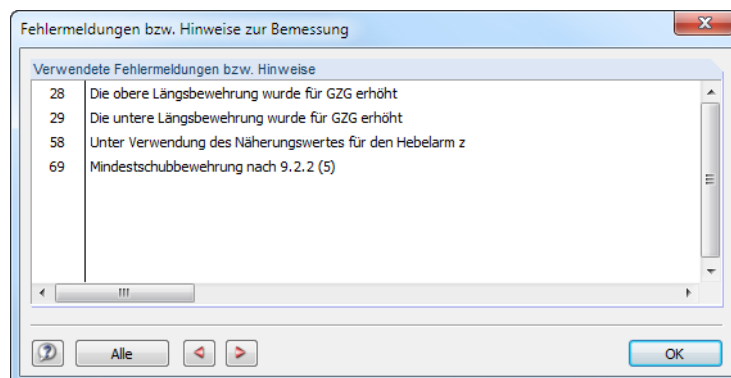 Fehlermeldungen bzw. Hinweise zur Bemessung
Verwendete Fehlermeldungen bzw. Hinweise
28 Die obere Längsbewehrung wurde für GZG erhöht
29 Die untere Längsbewehrung wurde für GZG erhöht
58 Unter Verwendung des Näherungswertes für den Hebelarm z
69 Mindestschubbewehrung nach 9.2.2 (5)
Alle OK